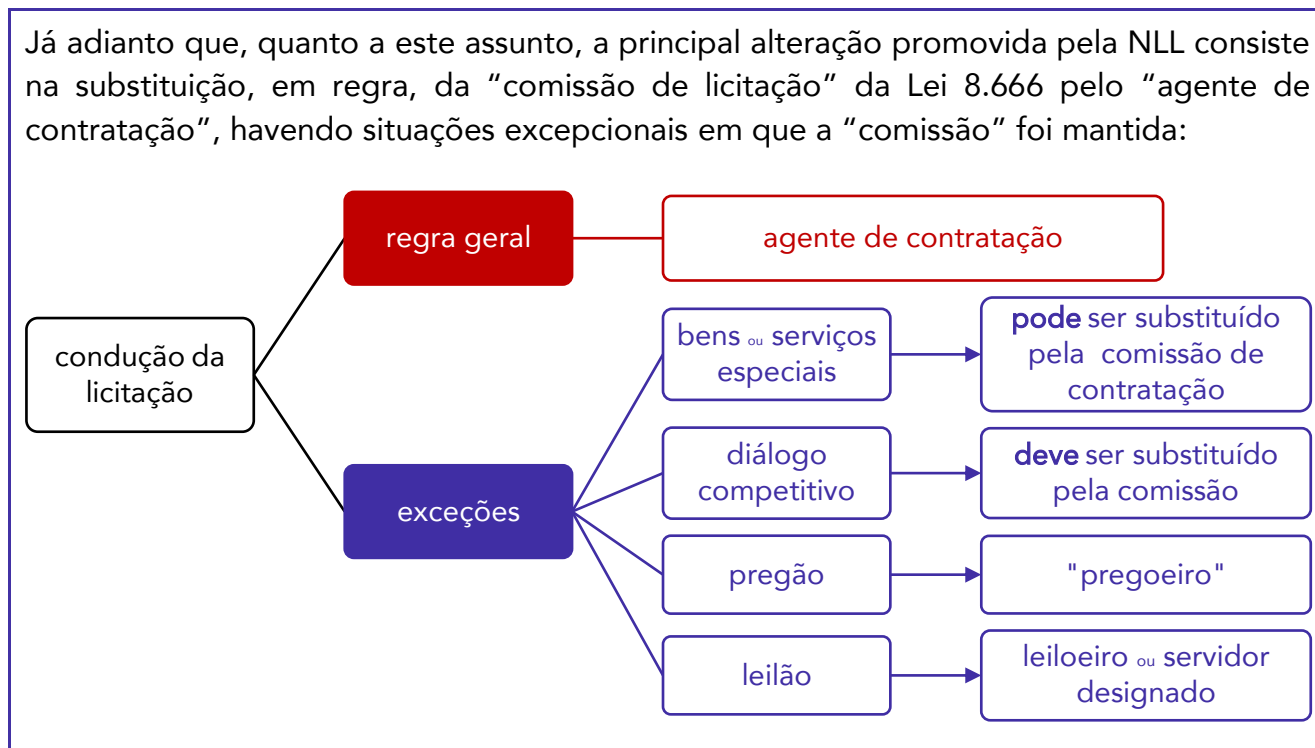 Já adianto que, quanto a este assunto, a principal alteração promovida pela NLL consiste
na substituição, em regra, da “comissão de licitação” da Lei 8.666 pelo “agente de
contratação”, havendo situações excepcionais em que a “comissão” foi mantida:
regra geral
agente de contratação
condução da
licitação
exceções
bens ou serviços
especiais
pode ser substituído
pela comissão de
contratação
diálogo
competitivo
deve ser substituído
pela comissão
pregão
"pregoeiro"
leilão
leiloeiro ou servidor
designado